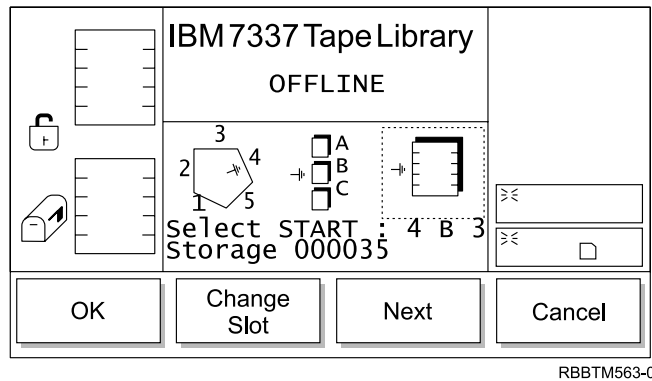 IBM 7337 Tape Library
OFFLINE
3
A
2
4
B
1
5
C
Select START : 4 B 3
Storage 000035
OK
Change
Slot
Next
Cancel
RBBTM563-0